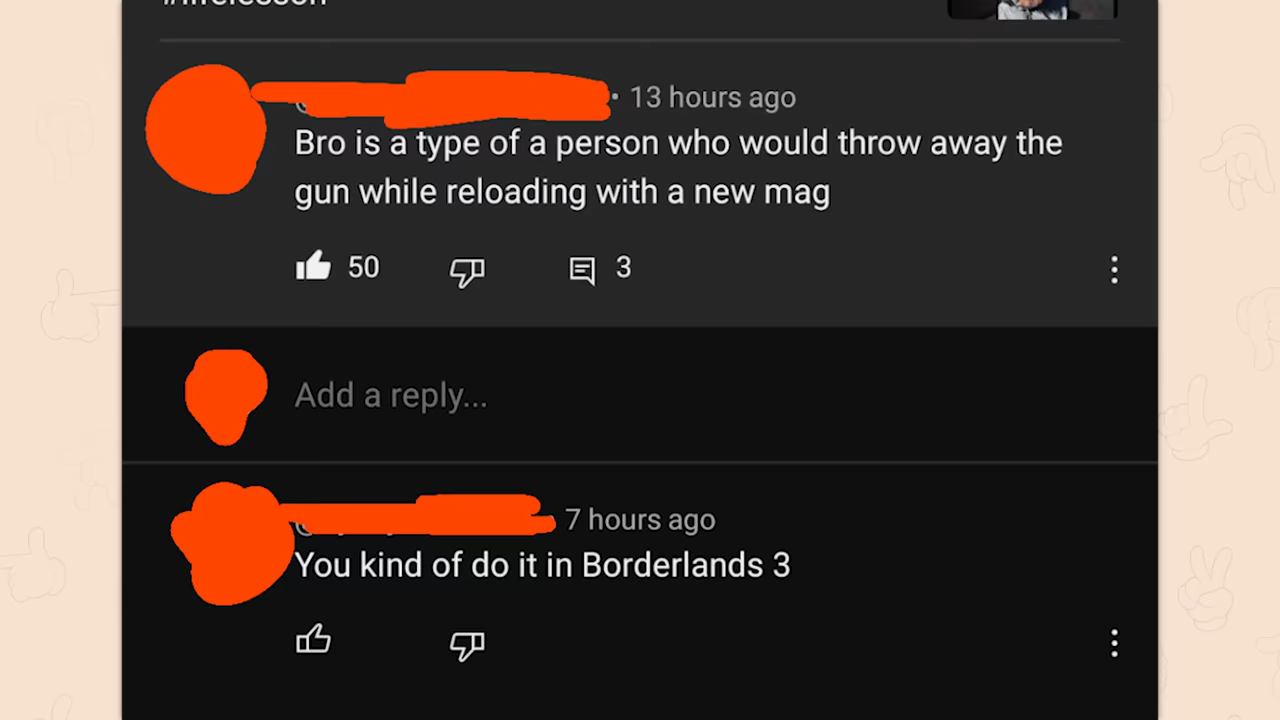 13 hours ago
Bro is a type of a person who would throw away the
gun while reloading with a new mag
50
3
Add a reply...
7 hours ago
You kind of do it in Borderlands 3